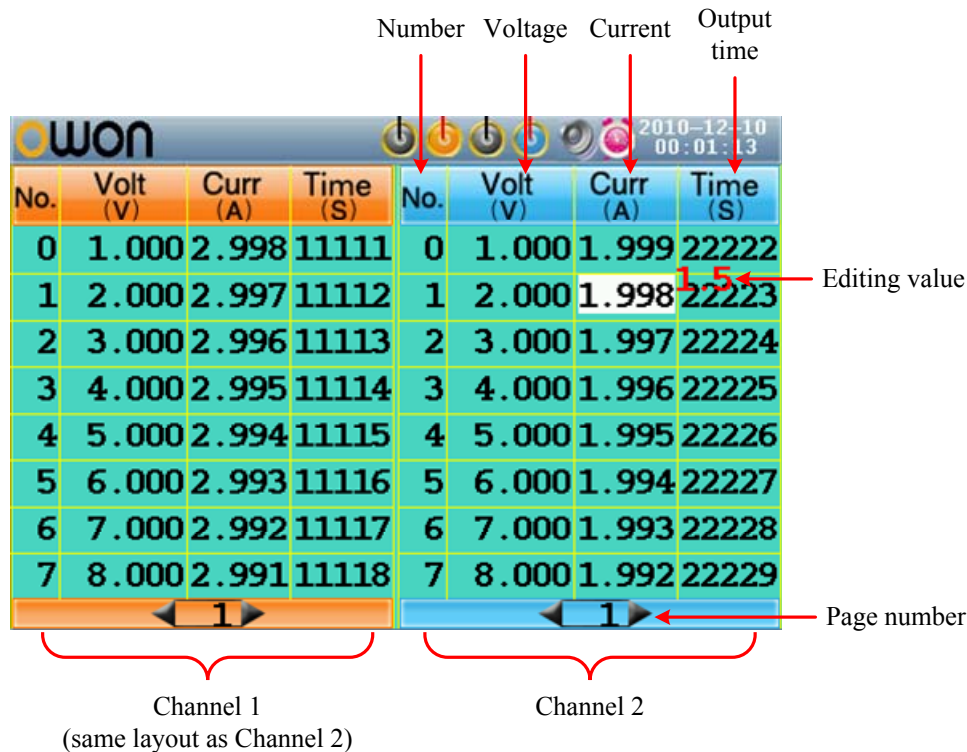 Number Voltage Current Output time
owon 2010-12-10
00:01:13
No. Volt (V) Curr (A) Time (S) No. Volt (V) Curr (A) Time (S)
0 1.000 2.998 11111 0 1.000 1.999 22222
1.5 Editing value
1 2.000 2.997 11112 1 2.000 1.998 22223
2 3.000 2.996 11113 2 3.000 1.997 22224
3 4.000 2.995 11114 3 4.000 1.996 22225
4 5.000 2.994 11115 4 5.000 1.995 22226
5 6.000 2.993 11116 5 6.000 1.994 22227
6 7.000 2.992 11117 6 7.000 1.993 22228
7 8.000 2.991 11118 7 8.000 1.992 22229
1 1 Page number
Channel 1 Channel 2
(same layout as Channel 2)